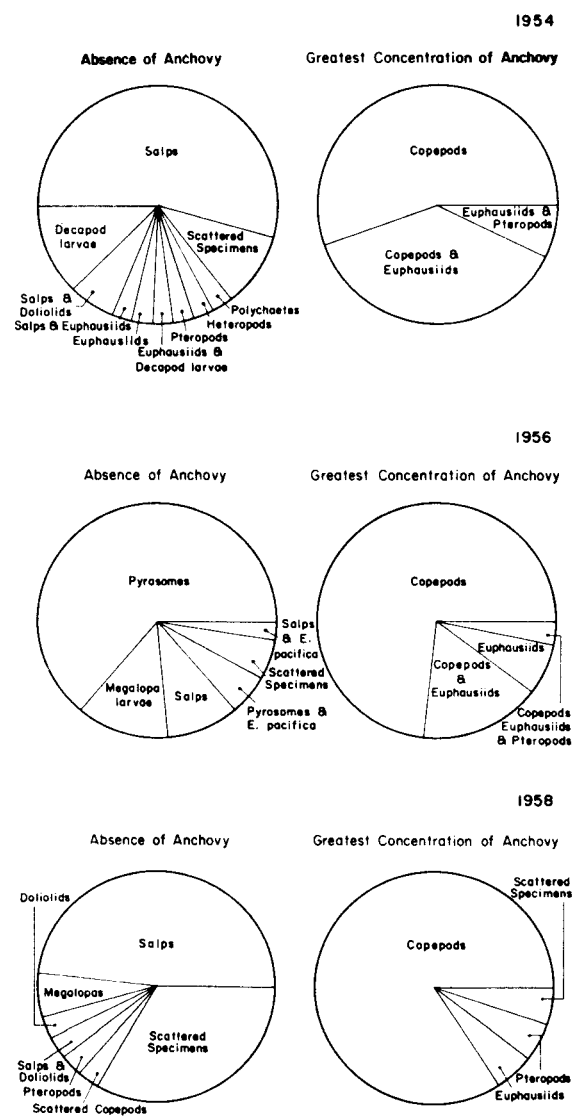 1954
Absence of Anchovy
Greatest Concentration of Anchovy
Salps
Decapod
larvae
Scattered
Specimens
Salps &
Doliolids
Salps & Euphausiids
Euphausiids
Euphausiids &
Decapod larvae
Pteropods
Heteropods
Polychaetes
Copepods
Euphausiids &
Pteropods
Copepods &
Euphausiids
1956
Absence of Anchovy
Greatest Concentration of Anchovy
Pyrosomes
Salps
& E.
pacifica
Scattered
Specimens
Pyrosomes &
E. pacifica
Salps
Megalopa
larvae
Copepods
Euphausiids
Copepods
&
Euphausiids
Copepods
Euphausiids
& Pteropods
1958
Absence of Anchovy
Greatest Concentration of Anchovy
Doliolids
Salps
Megalopas
Scattered
Specimens
Salps &
Doliolids
Pteropods
Scattered Copepods
Scattered
Specimens
Copepods
Pteropods
Euphausiids